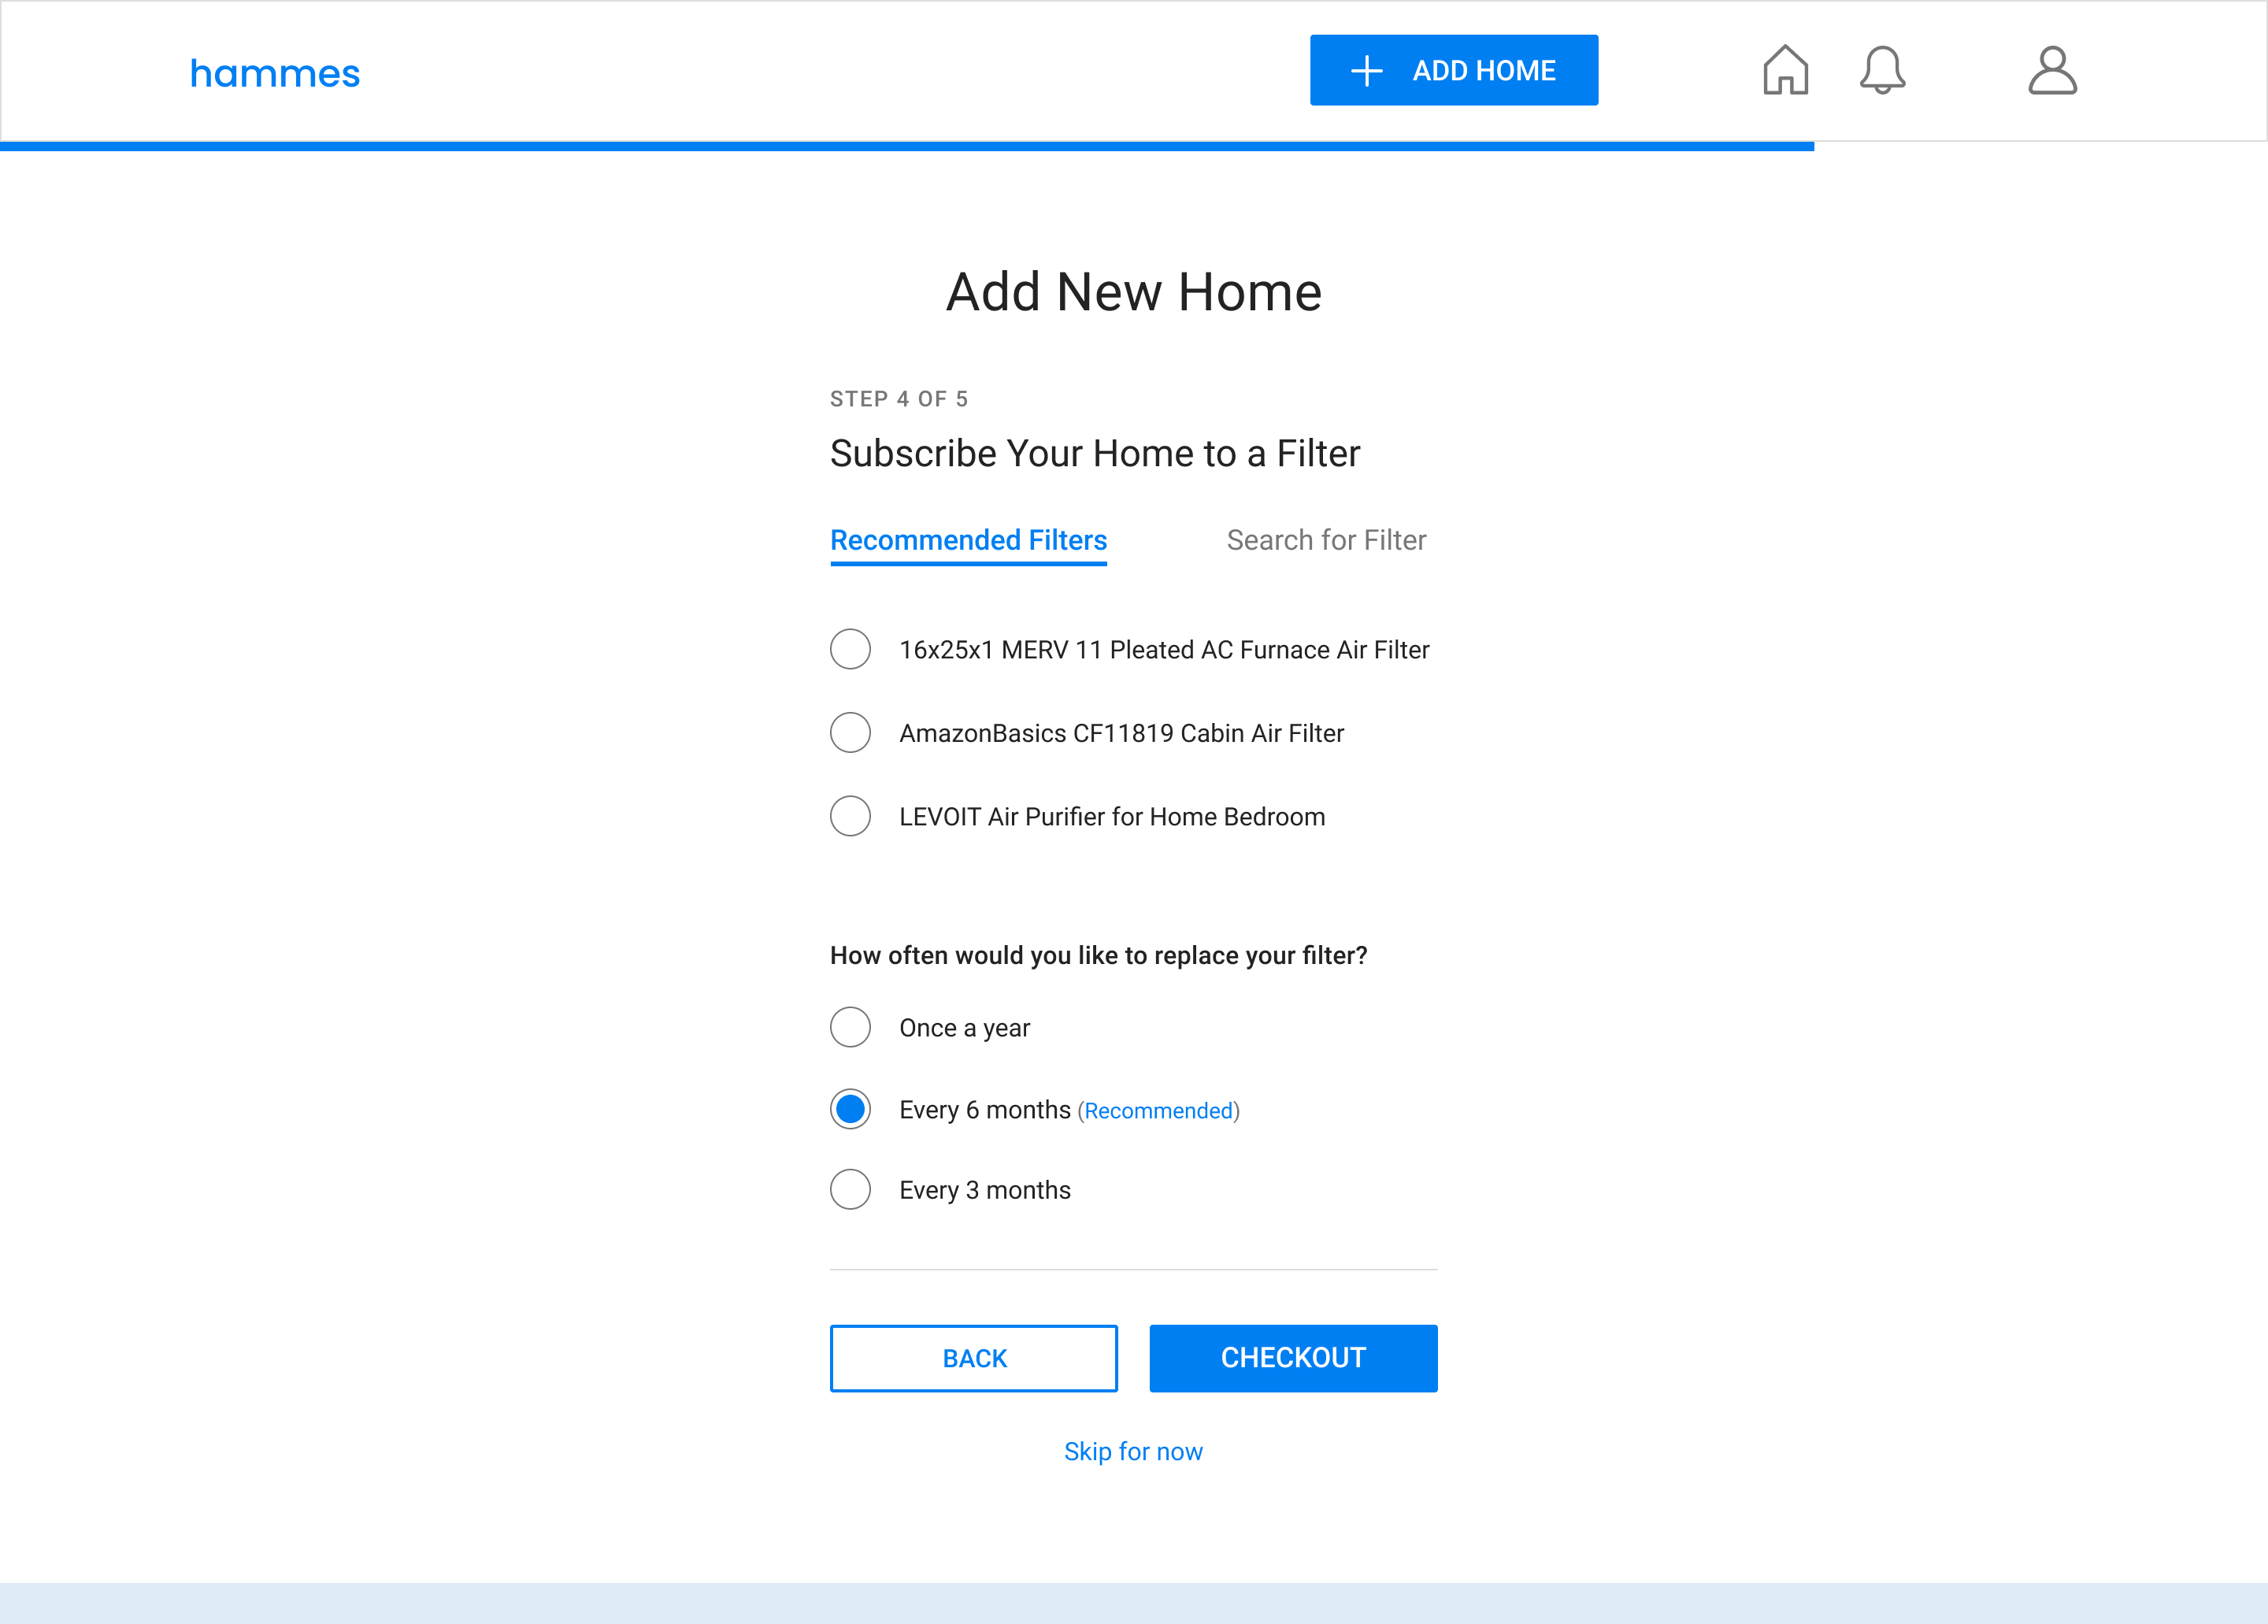 hammes
ADD HOME
Add New Home
STEP 4 OF 5
Subscribe Your Home to a Filter
Recommended Filters
Search for Filter
16x25x1 MERV 11 Pleated AC Furnace Air Filter
AmazonBasics CF11819 Cabin Air Filter
LEVOIT Air Purifier for Home Bedroom
How often would you like to replace your filter?
Once a year
Every 6 months (Recommended)
Every 3 months
BACK
CHECKOUT
Skip for now